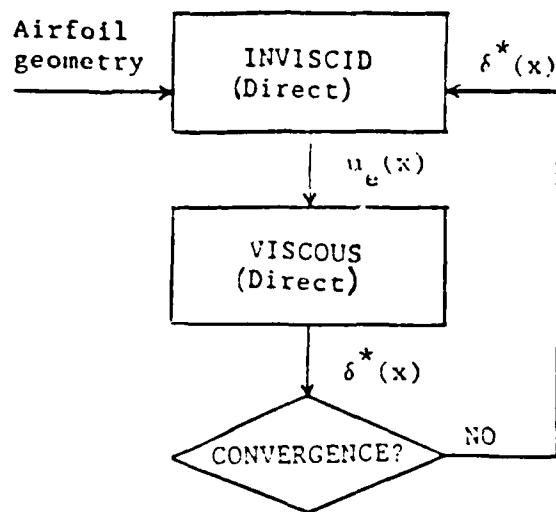 Airfoil
geometry
INVISCID
(Direct)
δ*(x)
u_e(x)
VISCOUS
(Direct)
δ*(x)
CONVERGENCE?
NO